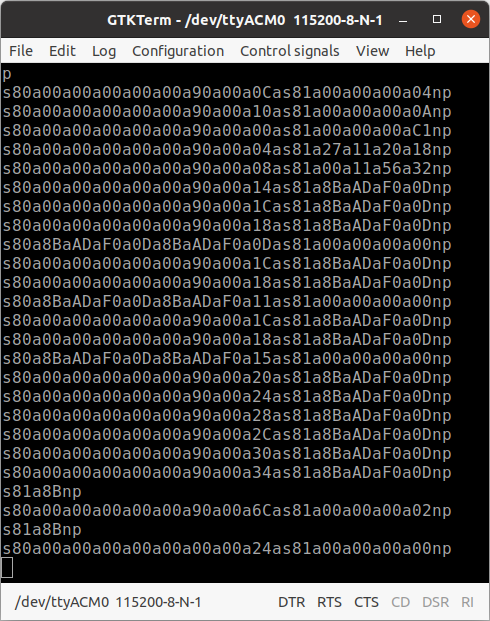 GTKTerm - /dev/ttyACM0 115200-8-N-1
File Edit Log Configuration Control signals View Help
p
s80a00a00a00a00a00a90a00a0Cas81a00a00a00a04np
s80a00a00a00a00a00a90a00a10as81a00a00a00a0Anp
s80a00a00a00a00a00a90a00a00as81a00a00a00aC1np
s80a00a00a00a00a00a90a00a04as81a27a11a20a18np
s80a00a00a00a00a00a90a00a08as81a00a11a56a32np
s80a00a00a00a00a00a90a00a14as81a8BaADaF0a0Dnp
s80a00a00a00a00a00a90a00a1Cas81a8BaADaF0a0Dnp
s80a00a00a00a00a00a90a00a18as81a8BaADaF0a0Dnp
s80a8BaADaF0a0Da8BaADaF0a0Das81a00a00a00a00np
s80a00a00a00a00a00a90a00a1Cas81a8BaADaF0a0Dnp
s80a00a00a00a00a00a90a00a18as81a8BaADaF0a0Dnp
s80a8BaADaF0a0Da8BaADaF0a11as81a00a00a00a00np
s80a00a00a00a00a00a90a00a1Cas81a8BaADaF0a0Dnp
s80a00a00a00a00a00a90a00a18as81a8BaADaF0a0Dnp
s80a8BaADaF0a0Da8BaADaF0a15as81a00a00a00a00np
s80a00a00a00a00a00a90a00a20as81a8BaADaF0a0Dnp
s80a00a00a00a00a00a90a00a24as81a8BaADaF0a0Dnp
s80a00a00a00a00a00a90a00a28as81a8BaADaF0a0Dnp
s80a00a00a00a00a00a90a00a2Cas81a8BaADaF0a0Dnp
s80a00a00a00a00a00a90a00a30as81a8BaADaF0a0Dnp
s80a00a00a00a00a00a90a00a34as81a8BaADaF0a0Dnp
s81a8Bnp
s80a00a00a00a00a00a90a00a6Cas81a00a00a00a02np
s81a8Bnp
s80a00a00a00a00a00a00a00a24as81a00a00a00a00np
/dev/ttyACM0 115200-8-N-1 DTR RTS CTS CD DSR RI